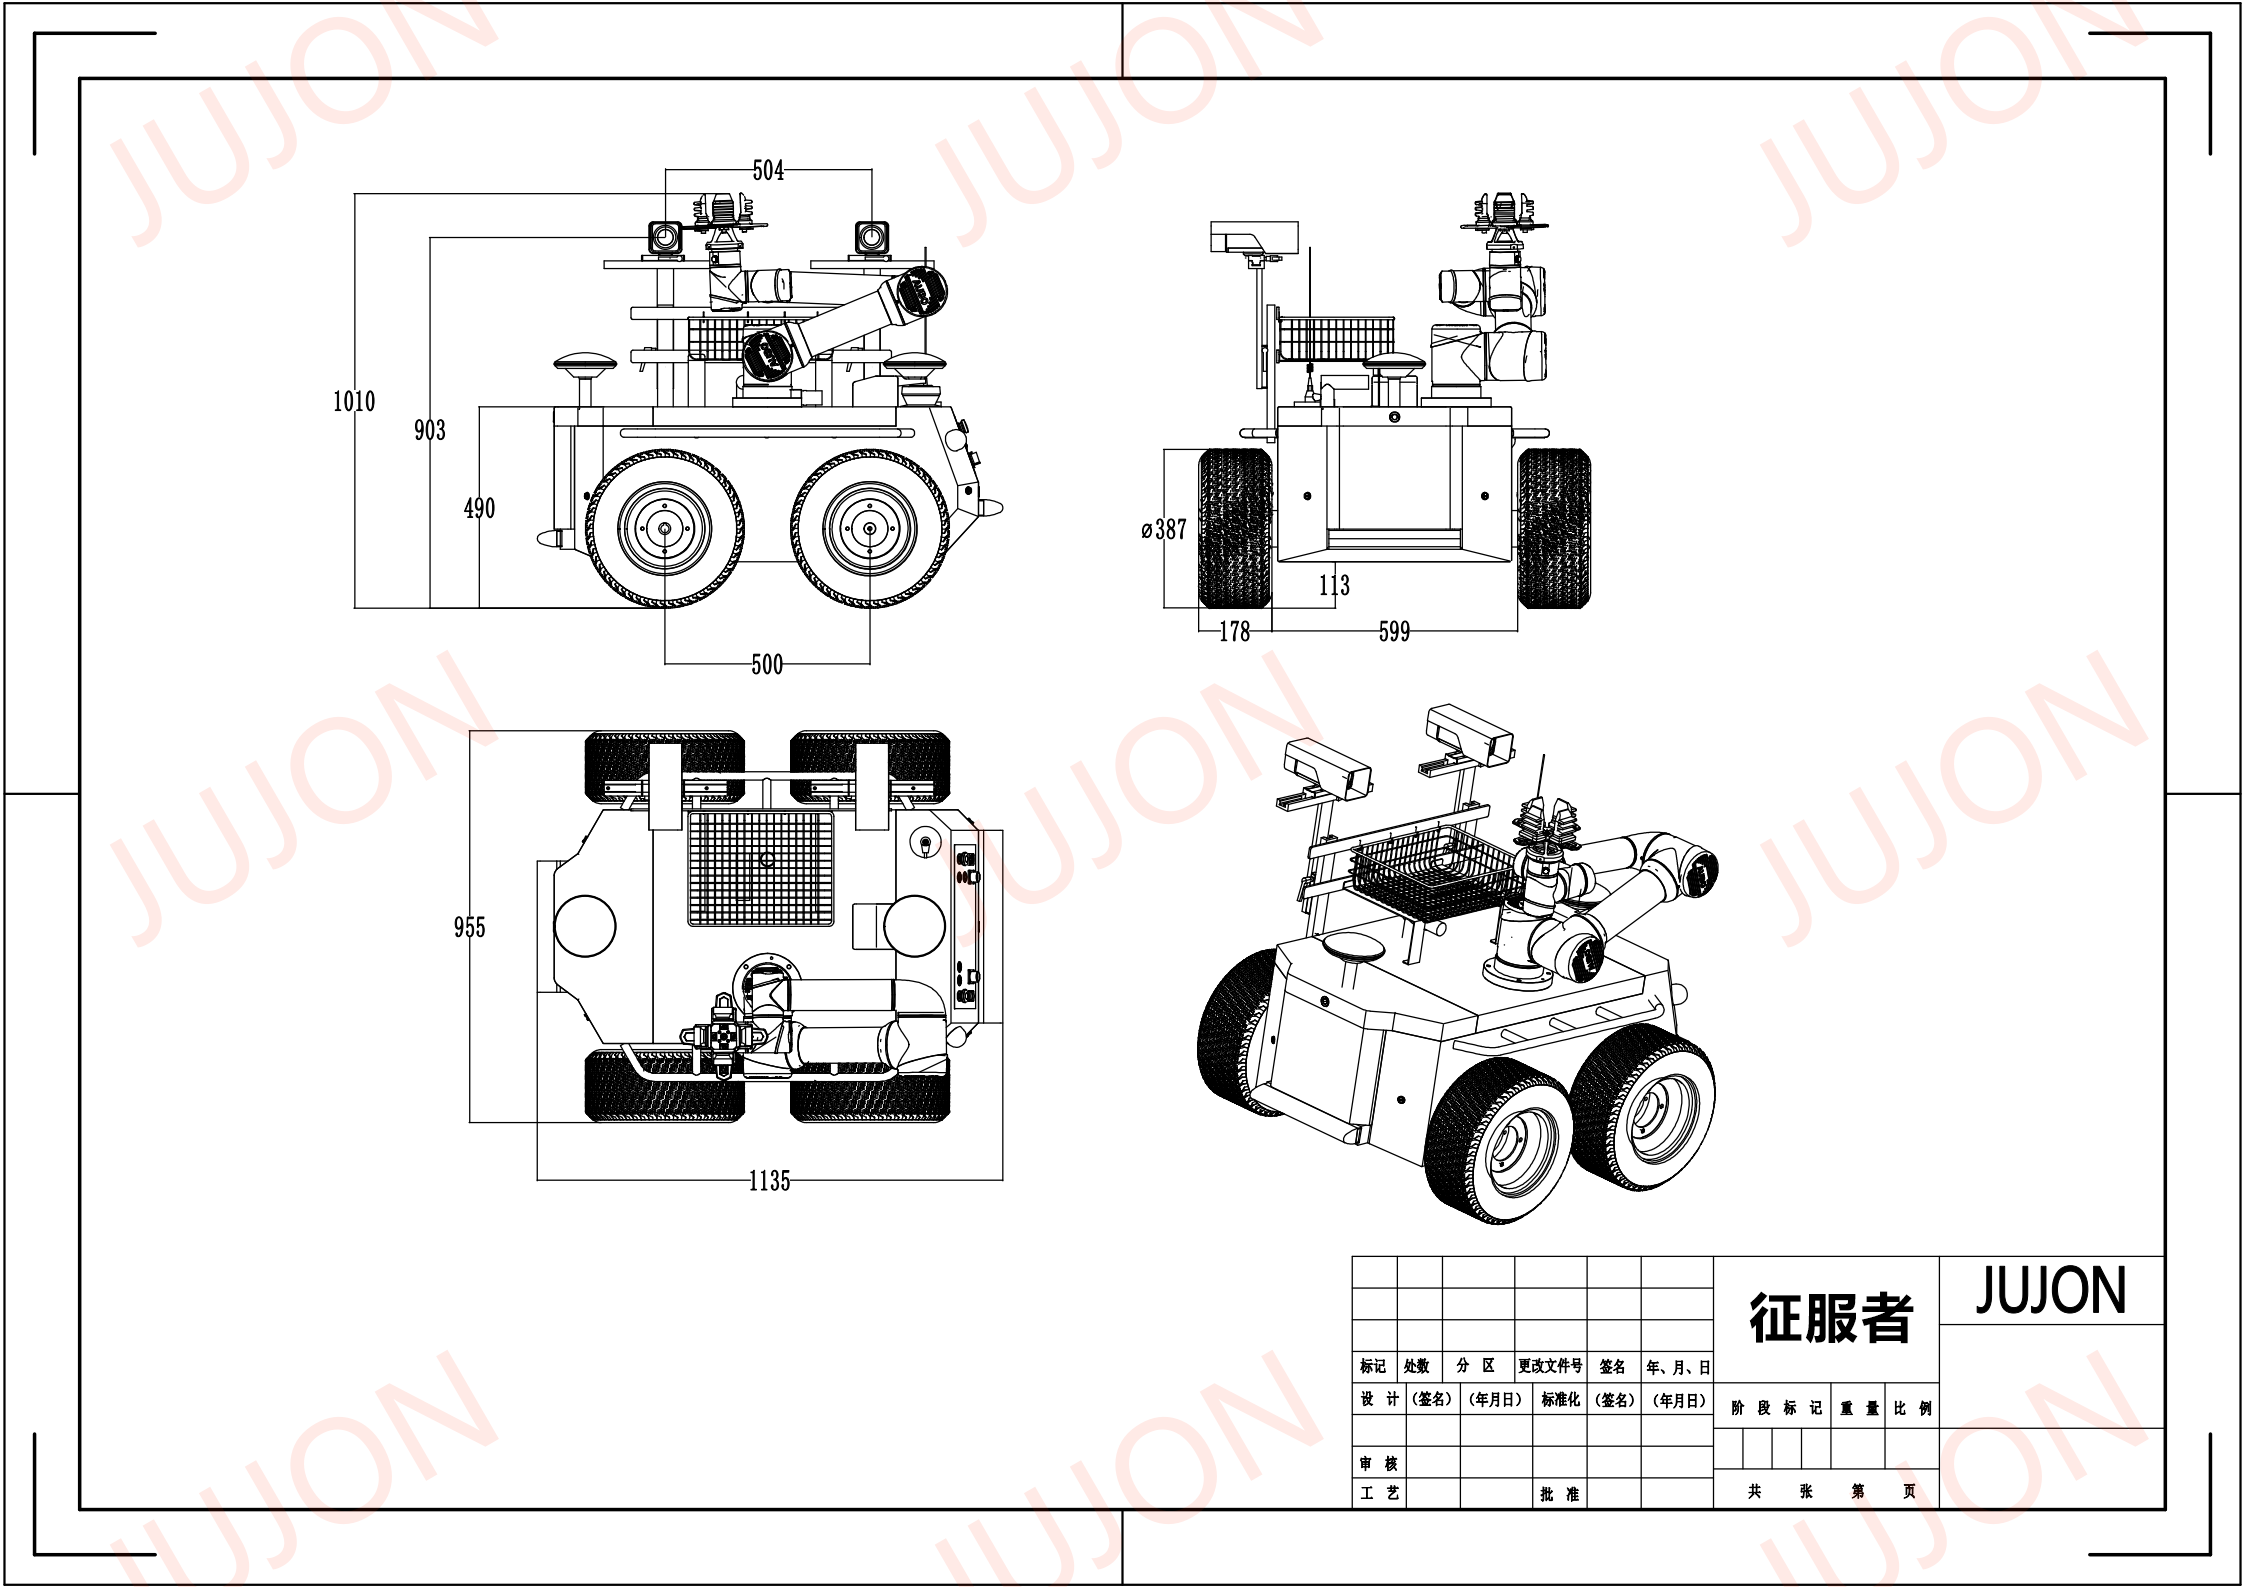 JUJON JUJON JUJON
504
1010
903
490
500
ø387
113
178
599
JUJON JUJON JUJON
955
1135
征服者
JUJON
标记 处数 分 区 更改文件号 签名 年、月、日
设 计 (签名) (年月日) 标准化 (签名) (年月日)
阶 段 标 记 重 量 比 例
审 核
工 艺 批 准
共 张 第 页
JUJON JUJON JUJON